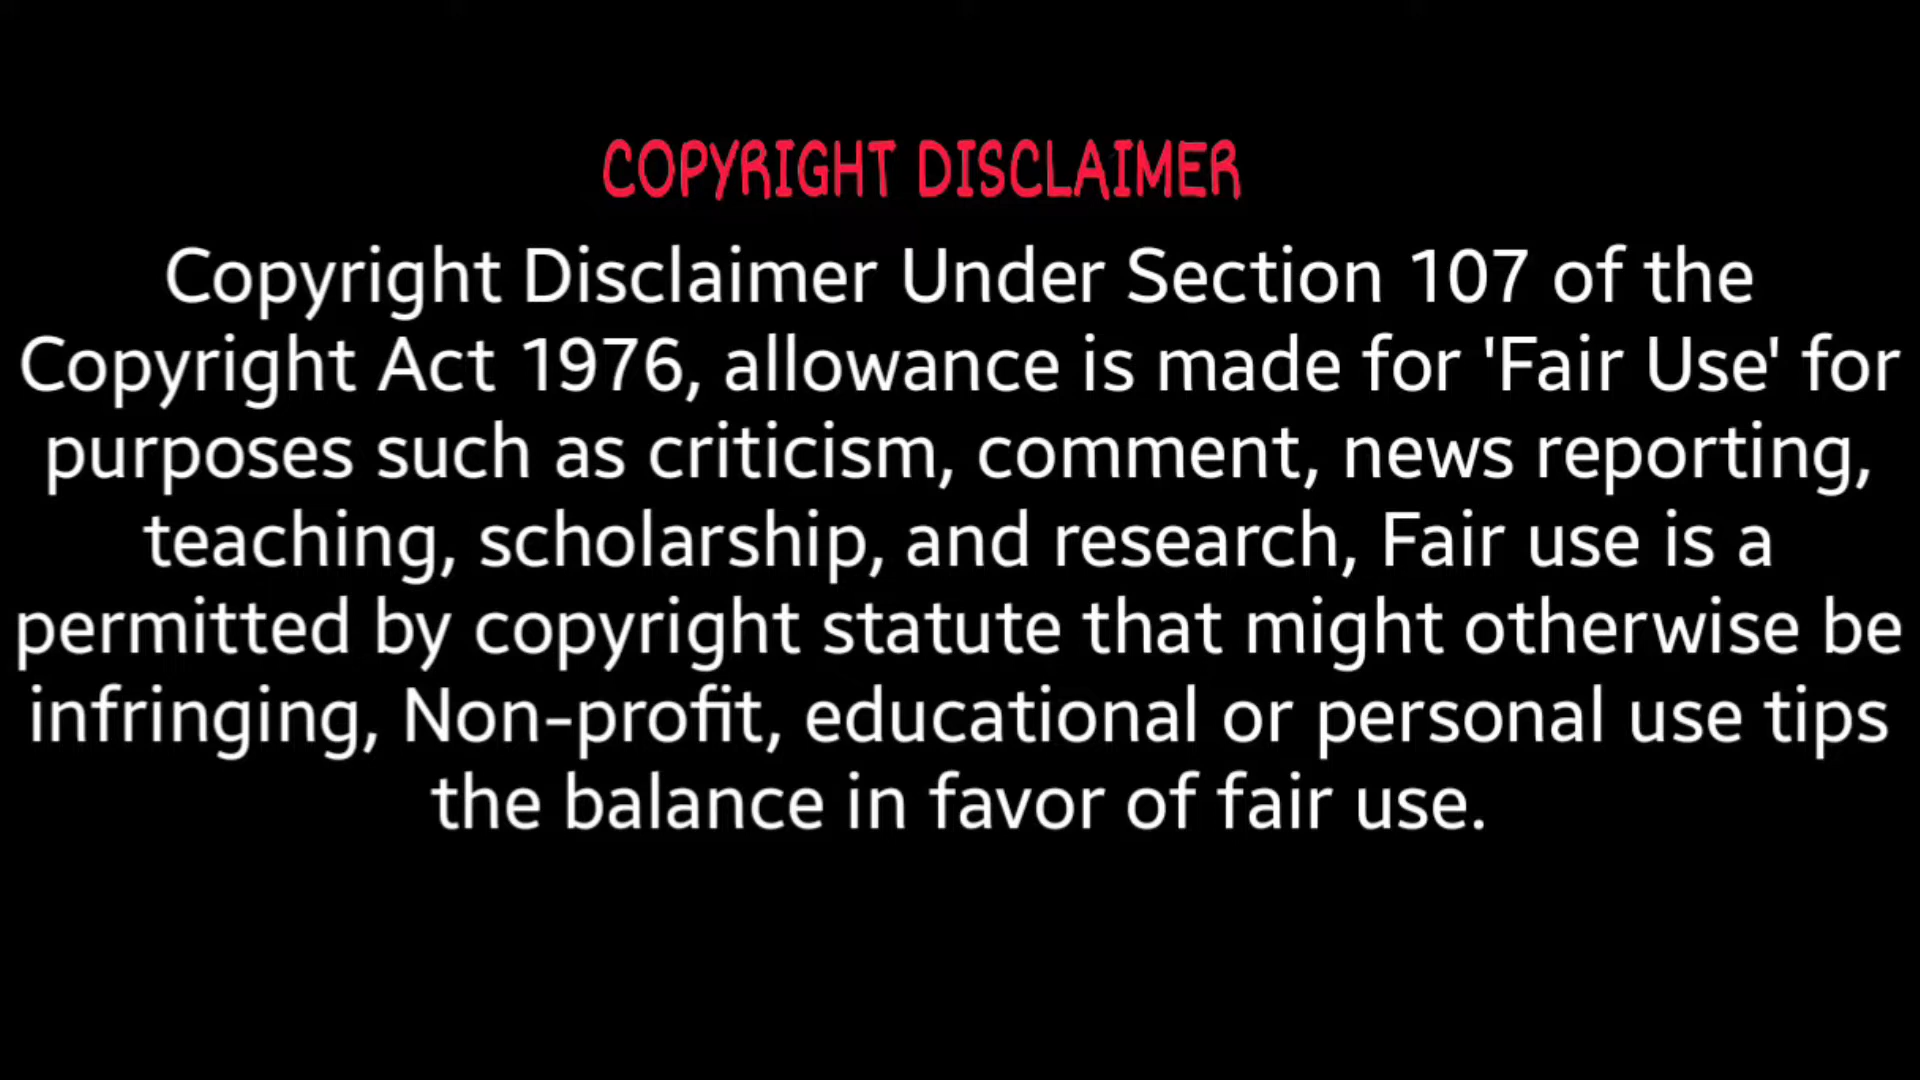 COPYRIGHT DISCLAIMER
Copyright Disclaimer Under Section 107 of the
Copyright Act 1976, allowance is made for 'Fair Use' for
purposes such as criticism, comment, news reporting,
teaching, scholarship, and research, Fair use is a
permitted by copyright statute that might otherwise be
infringing, Non-profit, educational or personal use tips
the balance in favor of fair use.